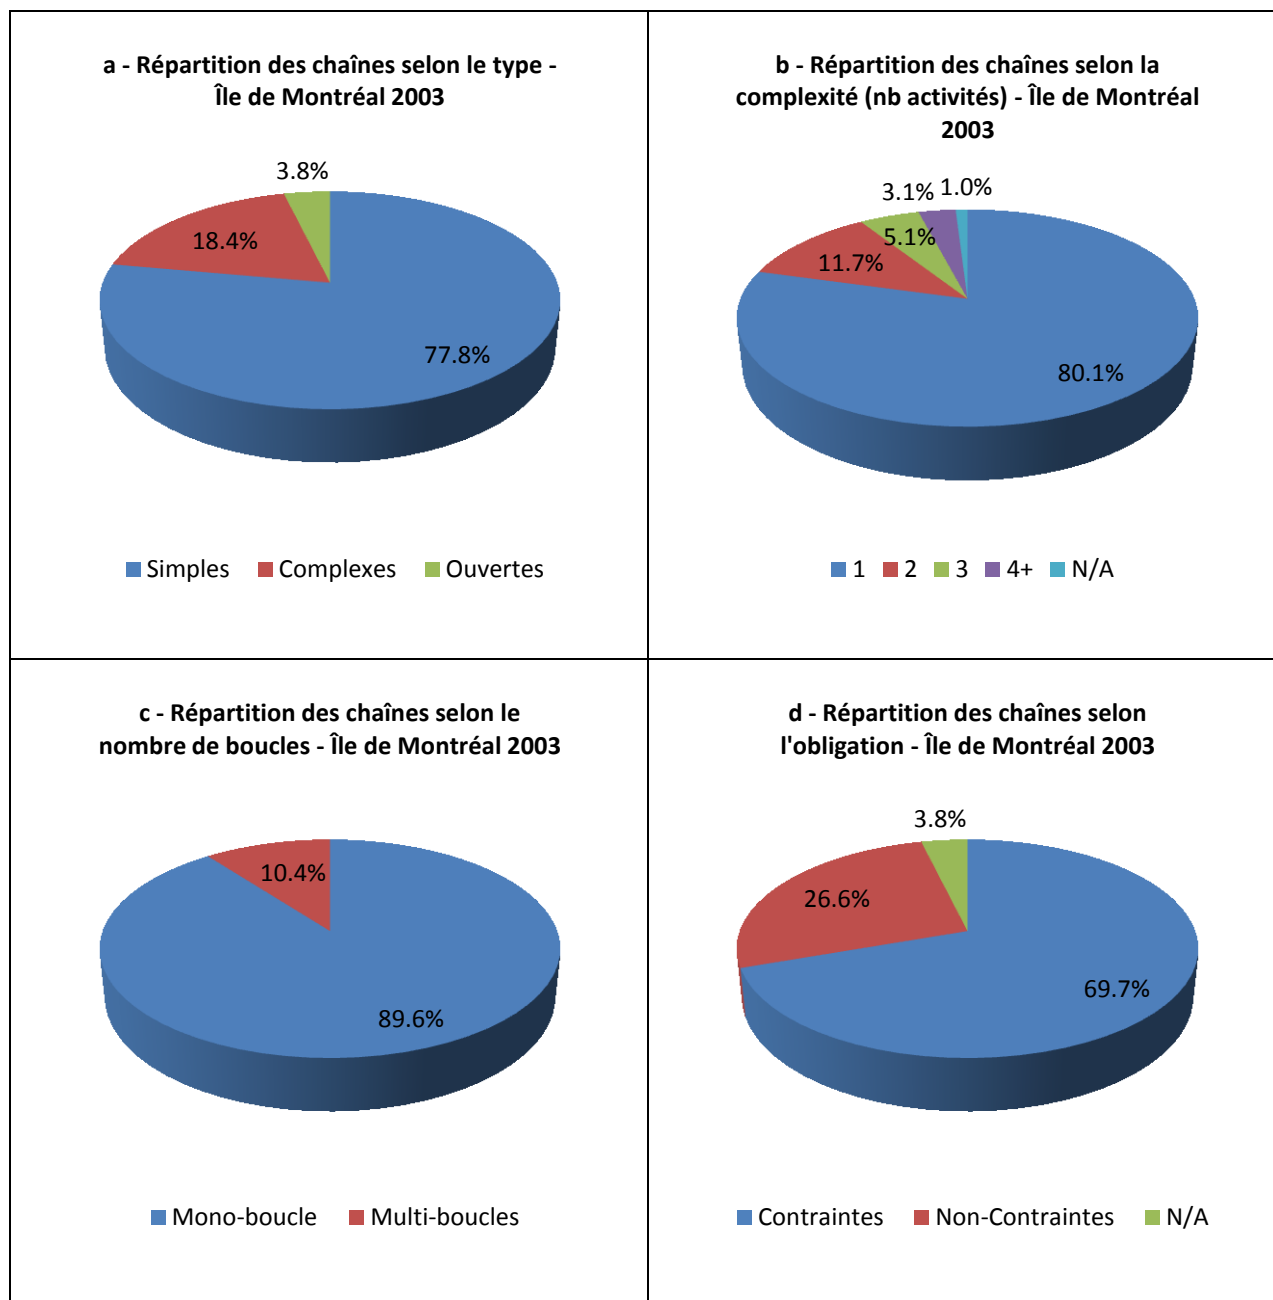 a - Répartition des chaînes selon le type -
Île de Montréal 2003
3.8%
18.4%
77.8%
Simples Complexes Ouvertes
b - Répartition des chaînes selon la
complexité (nb activités) - Île de Montréal
2003
3.1% 1.0%
5.1%
11.7%
80.1%
1 2 3 4+ N/A
c - Répartition des chaînes selon le
nombre de boucles - Île de Montréal 2003
10.4%
89.6%
Mono-boucle Multi-boucles
d - Répartition des chaînes selon
l'obligation - Île de Montréal 2003
3.8%
26.6%
69.7%
Contraintes Non-Contraintes N/A